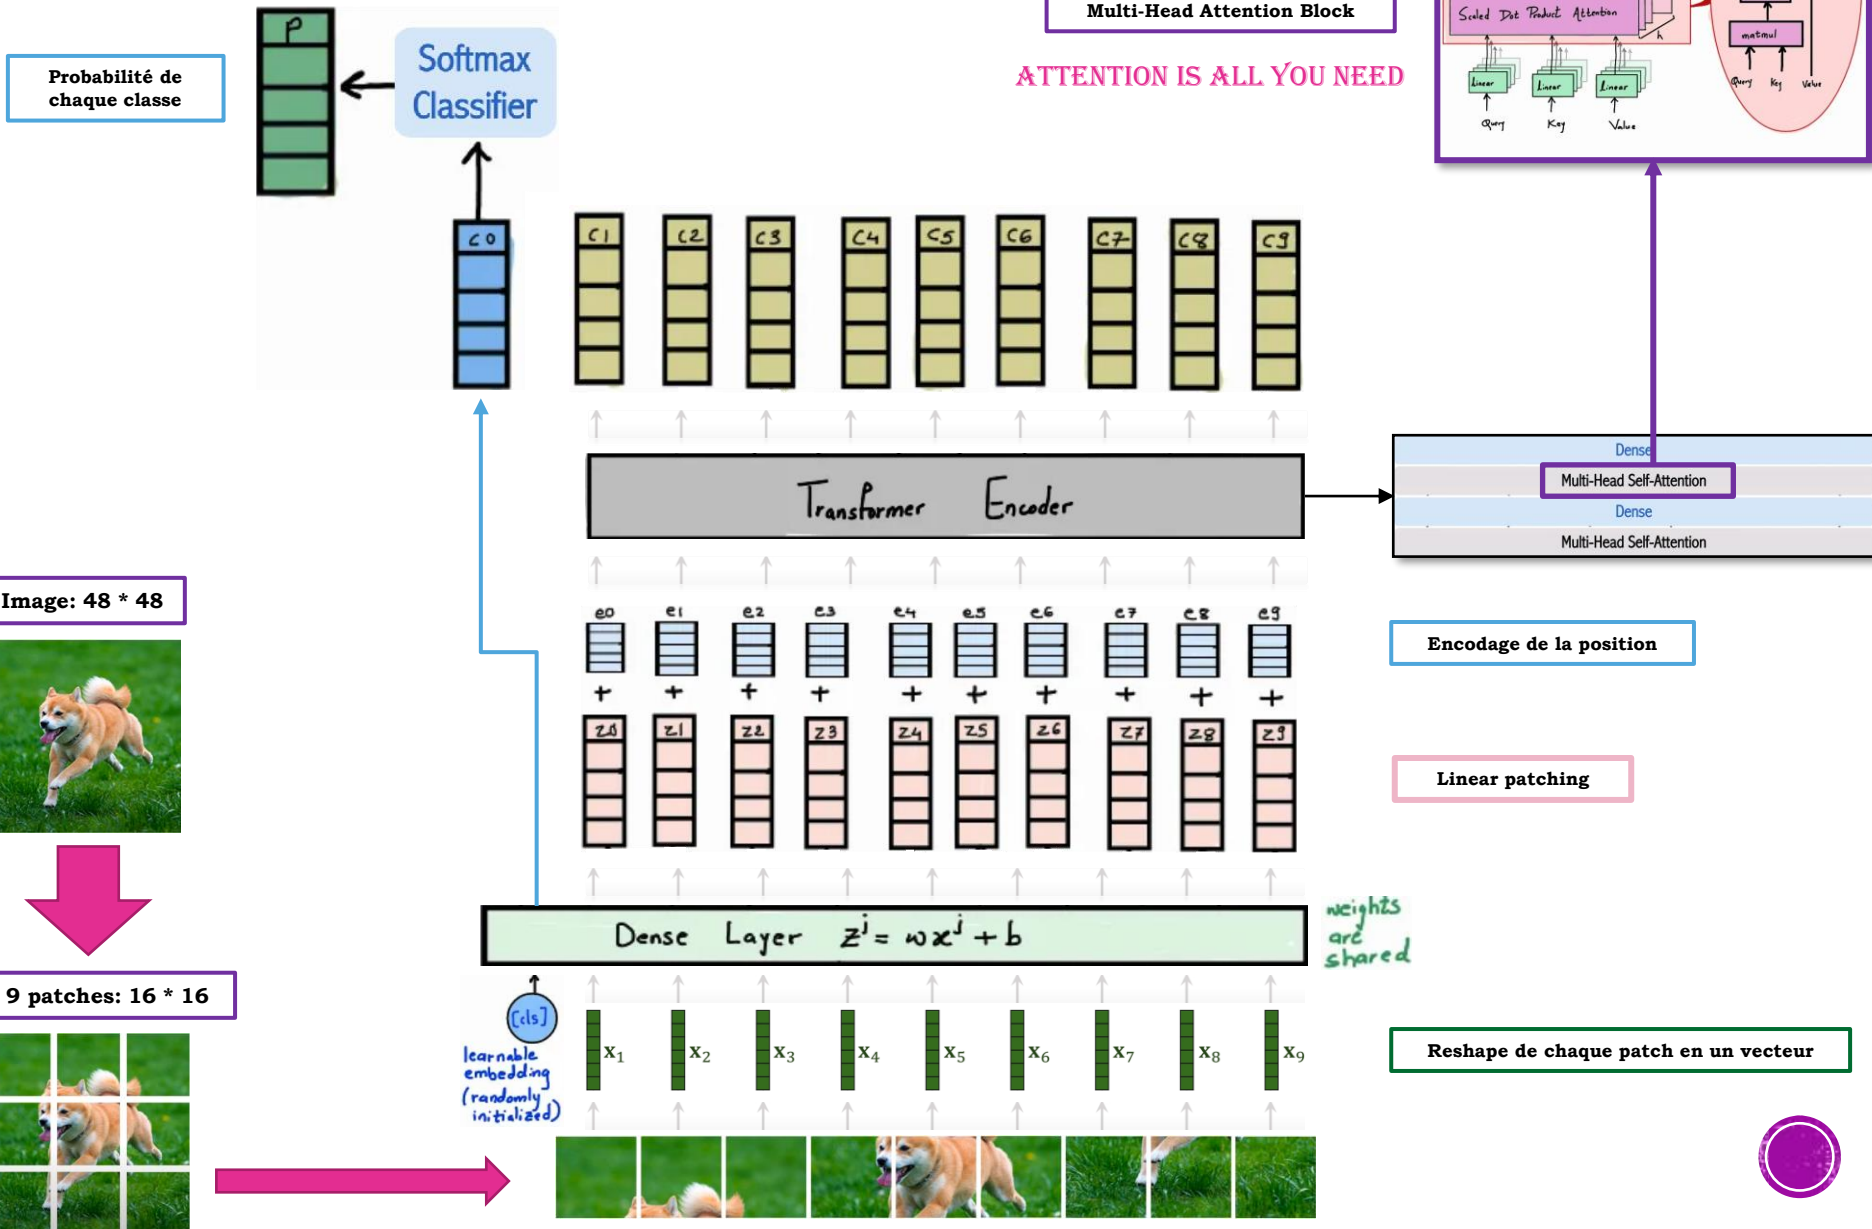 Multi-Head Attention Block
ATTENTION IS ALL YOU NEED
Scaled Dot Product Attention
h
Linear
Linear
Linear
Query
Key
Value
matmul
Query
Key
Value
Probabilité de
chaque classe
P
Softmax
Classifier
c0
c1
c2
c3
c4
c5
c6
c7
c8
c9
Transformer Encoder
Dense
Multi-Head Self-Attention
Dense
Multi-Head Self-Attention
Image: 48 * 48
e0
e1
e2
e3
e4
e5
e6
e7
e8
e9
Encodage de la position
+ + + + + + + + + +
z0
z1
z2
z3
z4
z5
z6
z7
z8
z9
Linear patching
Dense Layer z^j = wx^j + b
weights
are
shared
9 patches: 16 * 16
[cls]
learnable
embedding
(randomly
initialized)
x1
x2
x3
x4
x5
x6
x7
x8
x9
Reshape de chaque patch en un vecteur